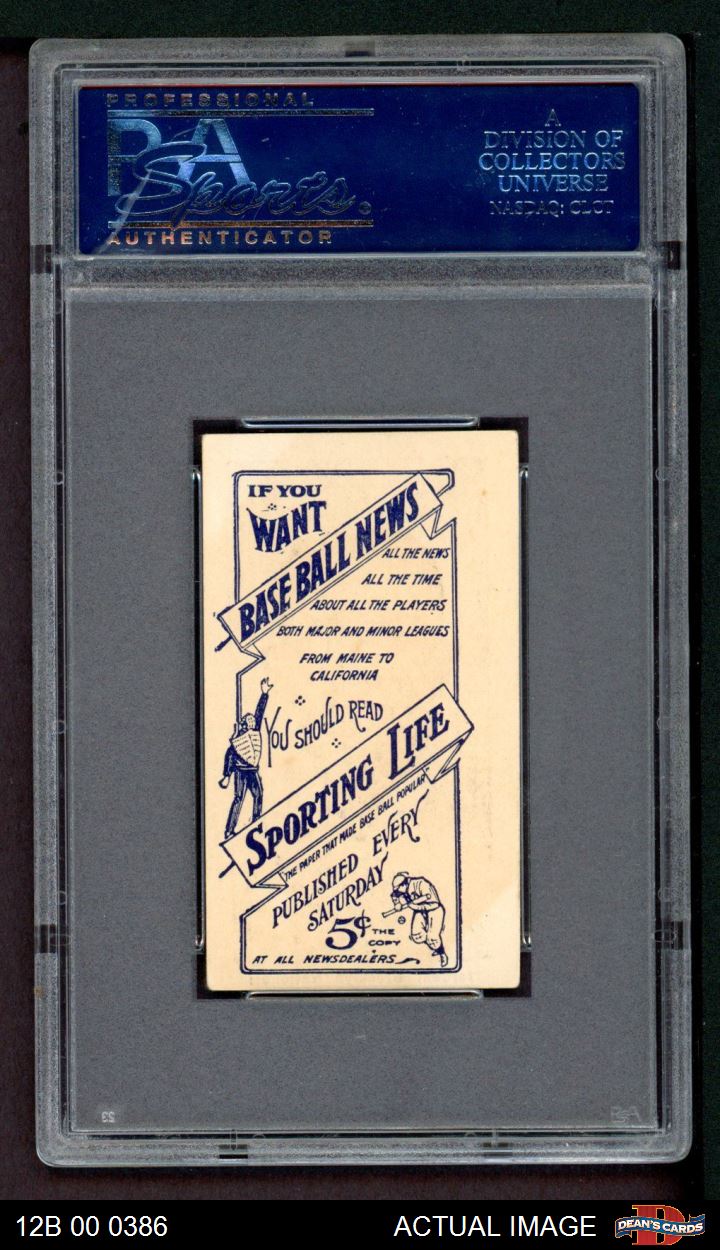 PROFESSIONAL
PSA
Sports
AUTHENTICATOR
A
DIVISION OF
COLLECTORS
UNIVERSE
NASDAQ: CLCT
IF YOU
WANT
BASE BALL NEWS
ALL THE NEWS
ALL THE TIME
ABOUT ALL THE PLAYERS
BOTH MAJOR AND MINOR LEAGUES
FROM MAINE TO
CALIFORNIA
YOU SHOULD READ
SPORTING LIFE
THE PAPER THAT MADE BASE BALL POPULAR
PUBLISHED EVERY
SATURDAY
5¢ THE
COPY
AT ALL NEWSDEALERS
23
PSA
12B 00 0386
ACTUAL IMAGE
D
DEAN'S CARDS